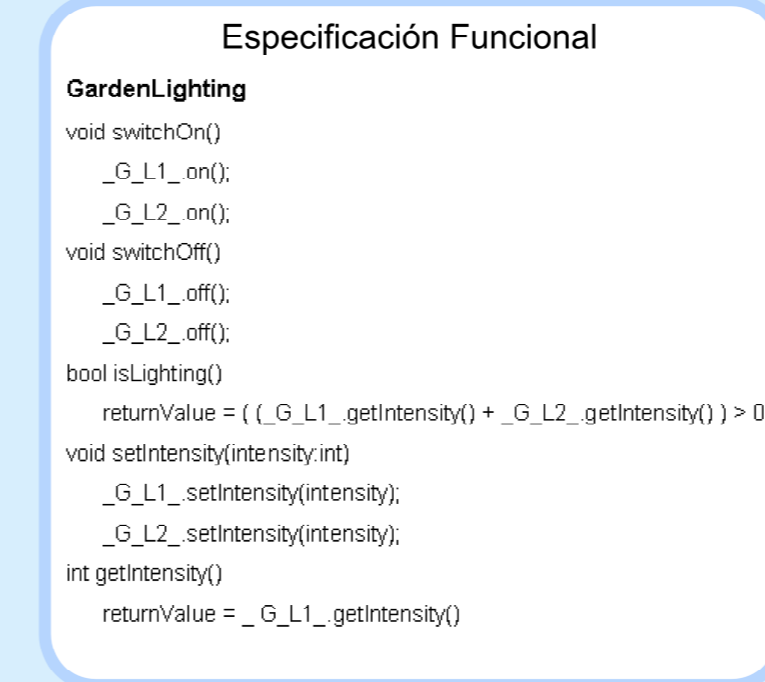 Especificación Funcional
GardenLighting
void switchOn()
_G_L1_.on();
_G_L2_.on();
void switchOff()
_G_L1_.off();
_G_L2_.off();
bool isLighting()
returnValue = ( (_G_L1_.getIntensity() + _G_L2_.getIntensity() ) > 0
void setIntensity(intensity:int)
_G_L1_.setIntensity(intensity);
_G_L2_.setIntensity(intensity);
int getIntensity()
returnValue = _ G_L1_.getIntensity()